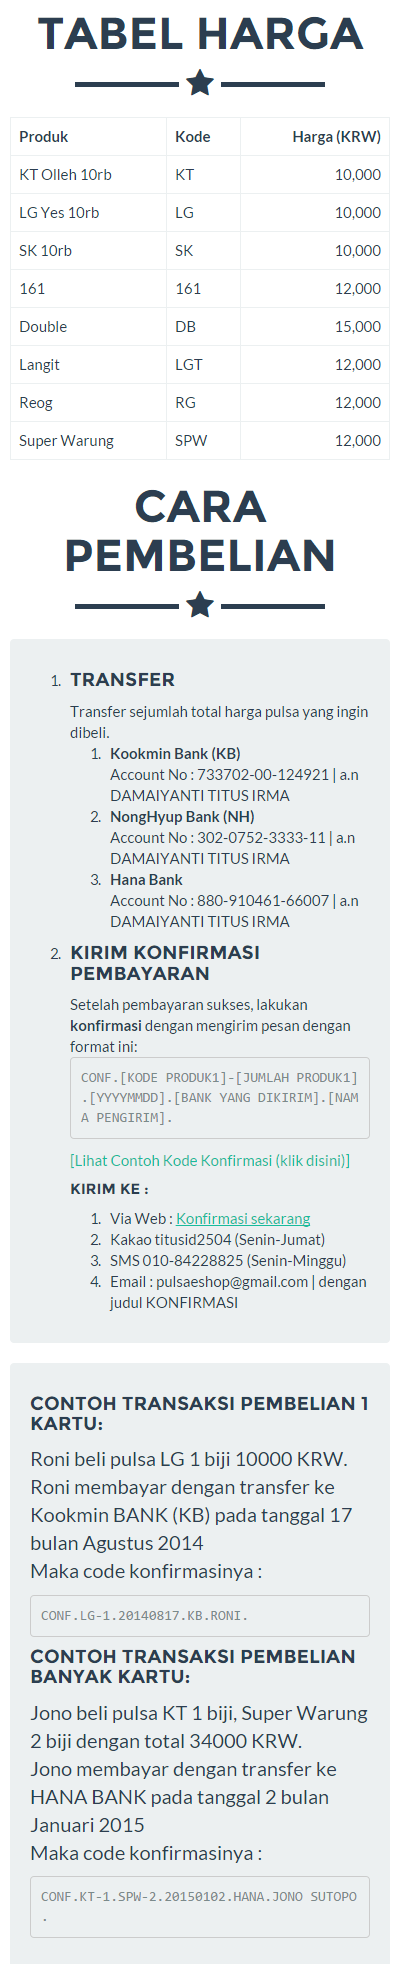 TABEL HARGA
Produk Kode Harga (KRW)
KT Olleh 10rb KT 10,000
LG Yes 10rb LG 10,000
SK 10rb SK 10,000
161 161 12,000
Double DB 15,000
Langit LGT 12,000
Reog RG 12,000
Super Warung SPW 12,000
CARA
PEMBELIAN
1. TRANSFER
Transfer sejumlah total harga pulsa yang ingin
dibeli.
1. Kookmin Bank (KB)
Account No : 733702-00-124921 | a.n
DAMAIYANTI TITUS IRMA
2. NongHyup Bank (NH)
Account No : 302-0752-3333-11 | a.n
DAMAIYANTI TITUS IRMA
3. Hana Bank
Account No : 880-910461-66007 | a.n
DAMAIYANTI TITUS IRMA
2. KIRIM KONFIRMASI
PEMBAYARAN
Setelah pembayaran sukses, lakukan
konfirmasi dengan mengirim pesan dengan
format ini:
CONF.[KODE PRODUK1]-[JUMLAH PRODUK1]
.[YYYYMMDD].[BANK YANG DIKIRIM].[NAM
A PENGIRIM].
[Lihat Contoh Kode Konfirmasi (klik disini)]
KIRIM KE :
1. Via Web : Konfirmasi sekarang
2. Kakao titusid2504 (Senin-Jumat)
3. SMS 010-84228825 (Senin-Minggu)
4. Email : pulsaeshop@gmail.com | dengan
judul KONFIRMASI
CONTOH TRANSAKSI PEMBELIAN 1
KARTU:
Roni beli pulsa LG 1 biji 10000 KRW.
Roni membayar dengan transfer ke
Kookmin BANK (KB) pada tanggal 17
bulan Agustus 2014
Maka code konfirmasinya :
CONF.LG-1.20140817.KB.RONI.
CONTOH TRANSAKSI PEMBELIAN
BANYAK KARTU:
Jono beli pulsa KT 1 biji, Super Warung
2 biji dengan total 34000 KRW.
Jono membayar dengan transfer ke
HANA BANK pada tanggal 2 bulan
Januari 2015
Maka code konfirmasinya :
CONF.KT-1.SPW-2.20150102.HANA.JONO SUTOPO
.